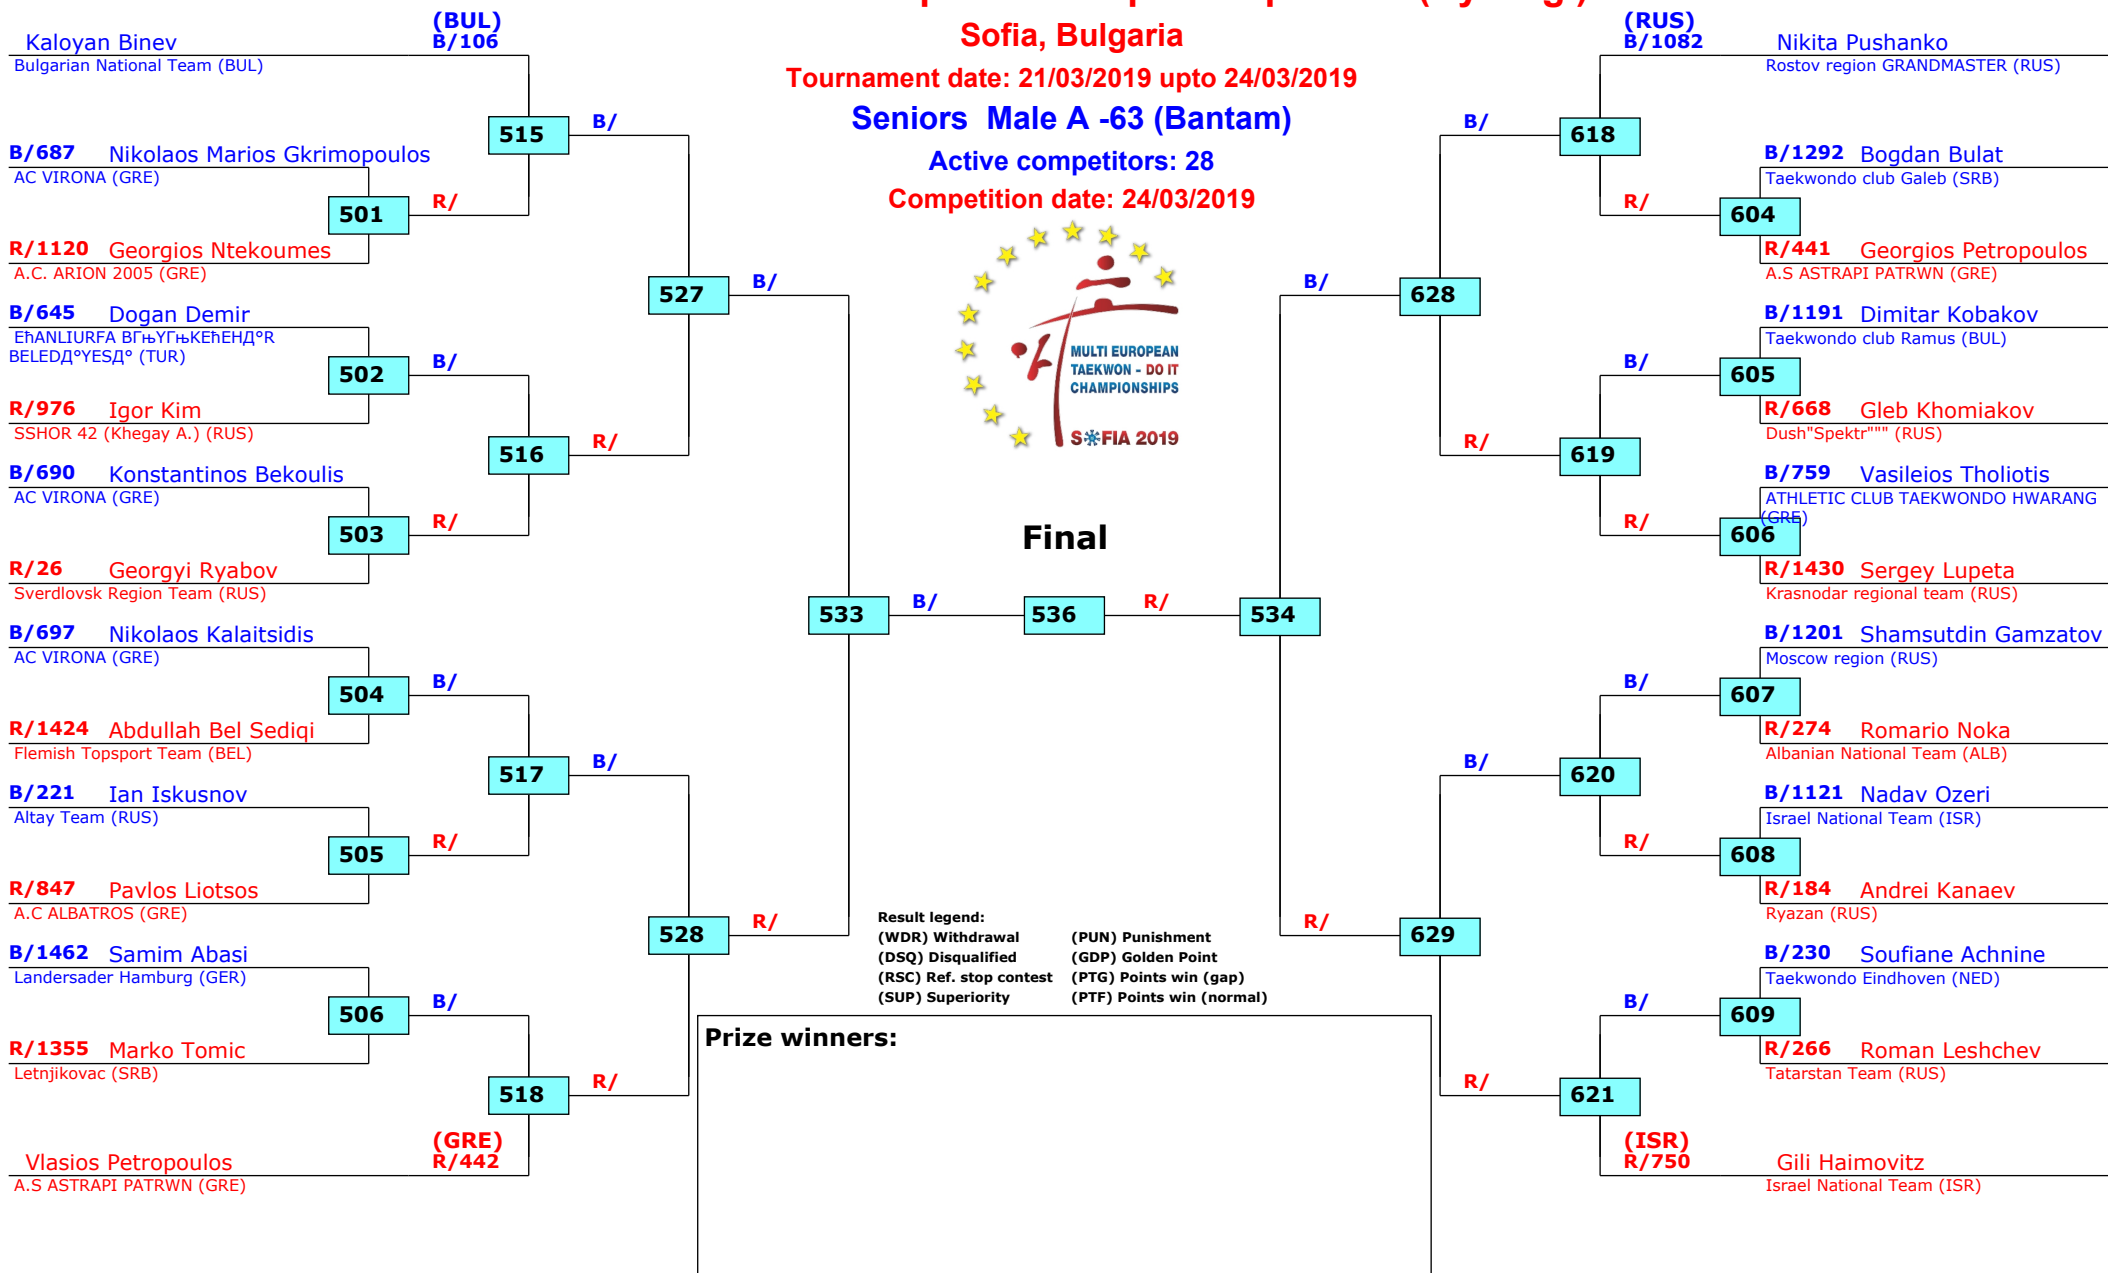 Sofia, Bulgaria
Tournament date: 21/03/2019 upto 24/03/2019
Seniors Male A -63 (Bantam)
Active competitors: 28
Competition date: 24/03/2019
MULTI EUROPEAN
TAEKWON - DO IT
CHAMPIONSHIPS
SOFIA 2019
Final
(BUL)
Kaloyan Binev B/106
Bulgarian National Team (BUL)
515
B/
B/687 Nikolaos Marios Gkrimopoulos
AC VIRONA (GRE)
501
R/
R/1120 Georgios Ntekoumes
A.C. ARION 2005 (GRE)
527
B/
B/645 Dogan Demir
EћANLIURFA BГњYГњKEћEHД°R
BELEDД°YESД° (TUR)
502
B/
R/976 Igor Kim
SSHOR 42 (Khegay A.) (RUS)
516
R/
B/690 Konstantinos Bekoulis
AC VIRONA (GRE)
503
R/
R/26 Georgyi Ryabov
Sverdlovsk Region Team (RUS)
533
B/
536
R/
534
B/697 Nikolaos Kalaitsidis
AC VIRONA (GRE)
504
B/
R/1424 Abdullah Bel Sediqi
Flemish Topsport Team (BEL)
517
B/
B/221 Ian Iskusnov
Altay Team (RUS)
505
R/
R/847 Pavlos Liotsos
A.C ALBATROS (GRE)
528
R/
B/1462 Samim Abasi
Landersader Hamburg (GER)
506
B/
R/1355 Marko Tomic
Letnjikovac (SRB)
518
R/
(GRE)
Vlasios Petropoulos R/442
A.S ASTRAPI PATRWN (GRE)
(RUS)
B/1082 Nikita Pushanko
Rostov region GRANDMASTER (RUS)
B/
618
B/1292 Bogdan Bulat
Taekwondo club Galeb (SRB)
R/
604
R/441 Georgios Petropoulos
A.S ASTRAPI PATRWN (GRE)
B/
628
B/1191 Dimitar Kobakov
Taekwondo club Ramus (BUL)
B/
605
R/668 Gleb Khomiakov
Dush"Spektr""" (RUS)
R/
619
B/759 Vasileios Tholiotis
ATHLETIC CLUB TAEKWONDO HWARANG
(GRE)
R/
606
R/1430 Sergey Lupeta
Krasnodar regional team (RUS)
B/1201 Shamsutdin Gamzatov
Moscow region (RUS)
B/
607
R/274 Romario Noka
Albanian National Team (ALB)
B/
620
B/1121 Nadav Ozeri
Israel National Team (ISR)
R/
608
R/184 Andrei Kanaev
Ryazan (RUS)
R/
629
B/230 Soufiane Achnine
Taekwondo Eindhoven (NED)
B/
609
R/266 Roman Leshchev
Tatarstan Team (RUS)
R/
621
(ISR)
R/750 Gili Haimovitz
Israel National Team (ISR)
Result legend:
(WDR) Withdrawal (PUN) Punishment
(DSQ) Disqualified (GDP) Golden Point
(RSC) Ref. stop contest (PTG) Points win (gap)
(SUP) Superiority (PTF) Points win (normal)
Prize winners: